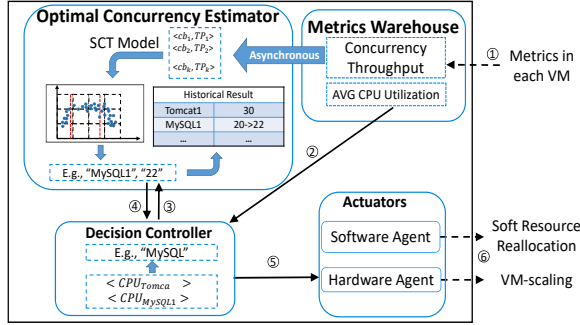 Optimal Concurrency Estimator
SCT Model
<cb₁, TP₁>
<cb₂, TP₂>
...
<cbₖ, TPₖ>
Asynchronous
Historical Result
Tomcat1 30
MySQL1 20->22
... ...
E.g., “MySQL1”, “22”
Metrics Warehouse
Concurrency
Throughput
AVG CPU Utilization
①
Metrics in
each VM
②
④ ③
Decision Controller
E.g., “MySQL”
< CPU_Tomca >
< CPU_MySQL1 >
⑤
Actuators
Software Agent
Hardware Agent
Soft Resource
Reallocation
⑥
VM-scaling